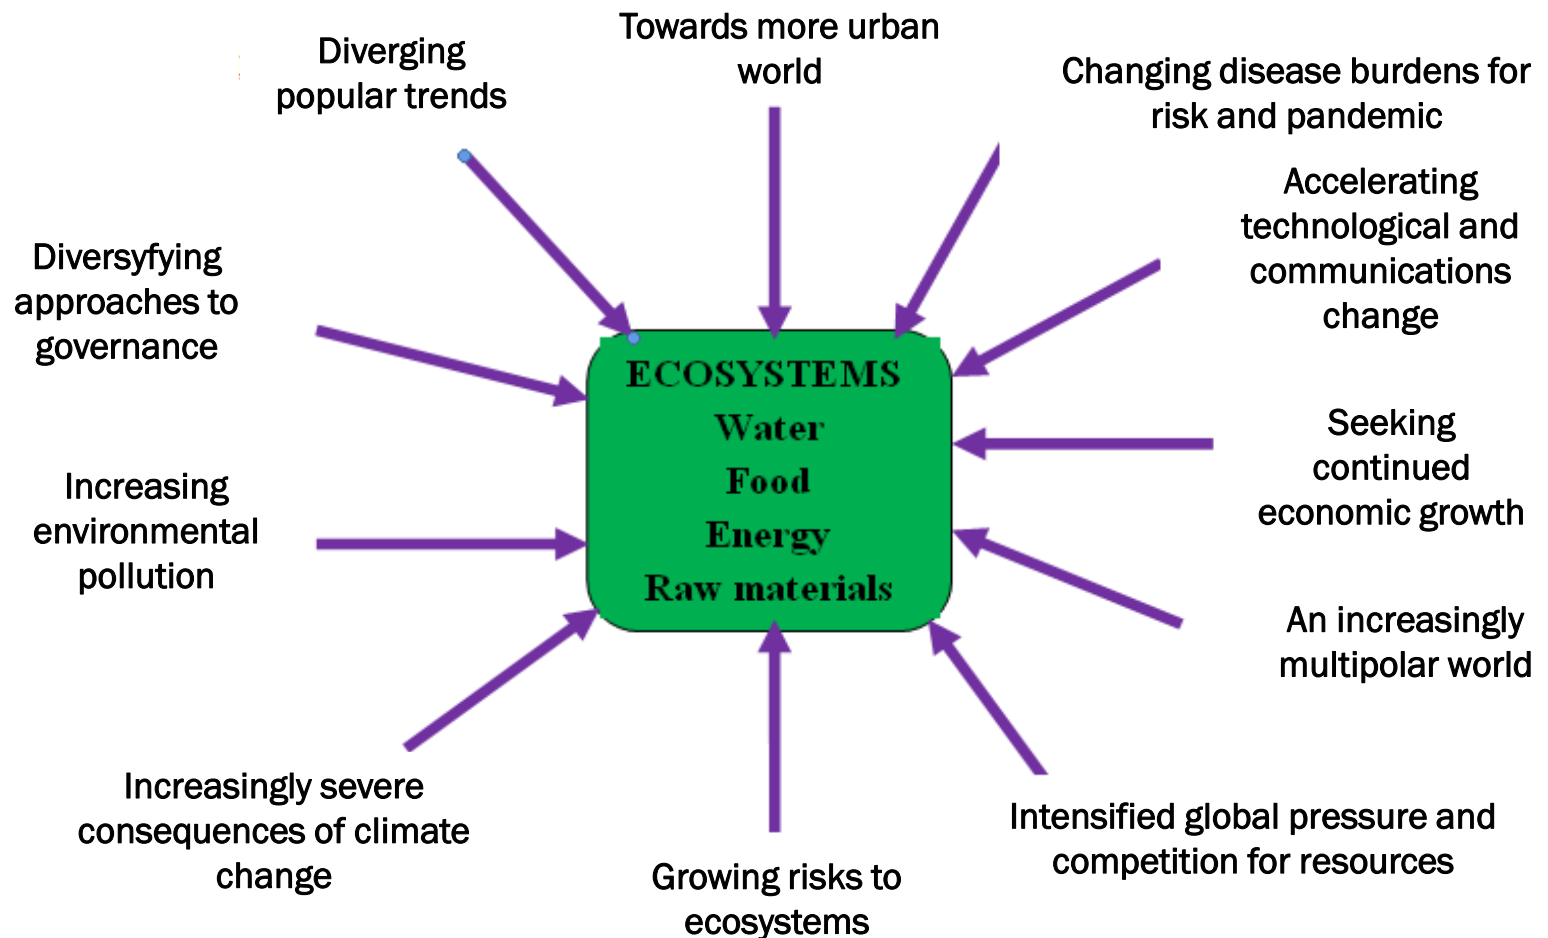 Diverging
popular trends
Towards more urban
world
Changing disease burdens for
risk and pandemic
Accelerating
technological and
communications
change
Diversyfying
approaches to
governance
ECOSYSTEMS
Water
Food
Energy
Raw materials
Seeking
continued
economic growth
Increasing
environmental
pollution
An increasingly
multipolar world
Increasingly severe
consequences of climate
change
Growing risks to
ecosystems
Intensified global pressure and
competition for resources